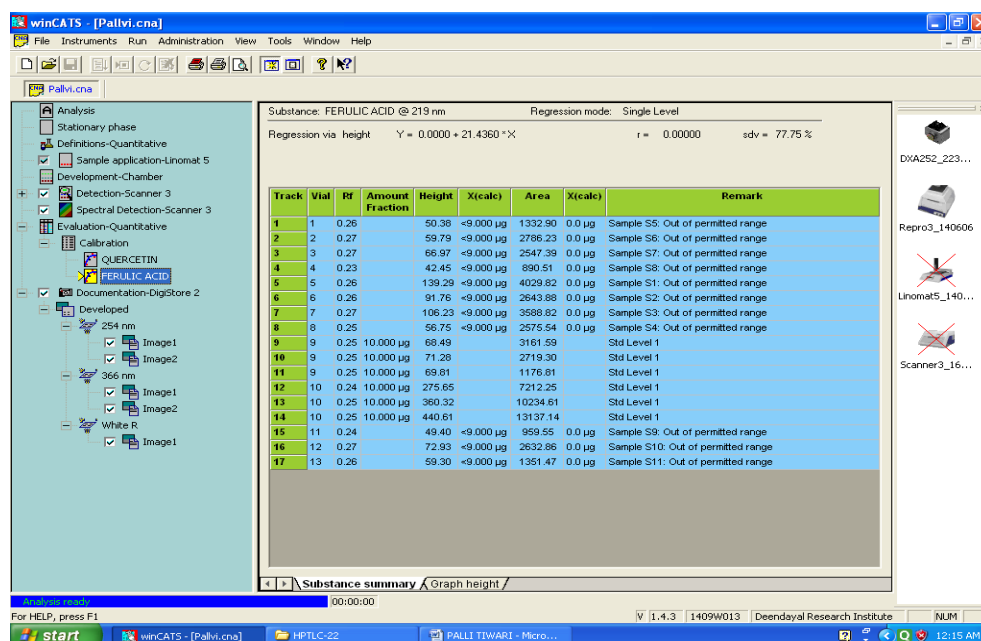 winCATS - [Pallvi.cna]
File Instruments Run Administration View Tools Window Help
Pallvi.cna
Analysis
Stationary phase
Definitions-Quantitative
Sample application-Linomat 5
Development-Chamber
Detection-Scanner 3
Spectral Detection-Scanner 3
Evaluation-Quantitative
Calibration
QUERCETIN
FERULIC ACID
Documentation-DigiStore 2
Developed
254 nm
Image1
Image2
366 nm
Image1
Image2
White R
Image1
Substance: FERULIC ACID @ 219 nm Regression mode: Single Level
Regression via height Y = 0.0000 + 21.4360 * X r = 0.00000 sdv = 77.75 %
Track Vial Rf Amount Fraction Height X(calc) Area X(calc) Remark
1 1 0.26 50.38 <9.000 µg 1332.90 0.0 µg Sample S5: Out of permitted range
2 2 0.27 59.79 <9.000 µg 2786.23 0.0 µg Sample S6: Out of permitted range
3 3 0.27 66.97 <9.000 µg 2547.39 0.0 µg Sample S7: Out of permitted range
4 4 0.23 42.45 <9.000 µg 890.51 0.0 µg Sample S8: Out of permitted range
5 5 0.26 139.29 <9.000 µg 4029.82 0.0 µg Sample S1: Out of permitted range
6 6 0.26 91.76 <9.000 µg 2643.88 0.0 µg Sample S2: Out of permitted range
7 7 0.27 106.23 <9.000 µg 3588.82 0.0 µg Sample S3: Out of permitted range
8 8 0.25 56.75 <9.000 µg 2575.54 0.0 µg Sample S4: Out of permitted range
9 9 0.25 10.000 µg 68.49 3161.59 Std Level 1
10 9 0.25 10.000 µg 71.28 2719.30 Std Level 1
11 9 0.25 10.000 µg 69.81 1176.81 Std Level 1
12 10 0.24 10.000 µg 275.65 7212.25 Std Level 1
13 10 0.25 10.000 µg 360.32 10234.61 Std Level 1
14 10 0.25 10.000 µg 440.61 13137.14 Std Level 1
15 11 0.24 49.40 <9.000 µg 959.55 0.0 µg Sample S9: Out of permitted range
16 12 0.27 72.93 <9.000 µg 2632.86 0.0 µg Sample S10: Out of permitted range
17 13 0.26 59.30 <9.000 µg 1351.47 0.0 µg Sample S11: Out of permitted range
Substance summary Graph height
DXA252_223...
Repro3_140606
Linomat5_140...
Scanner3_16...
Analysis ready 00:00:00
For HELP, press F1 V 1.4.3 1409W013 Deendayal Research Institute NUM
start winCATS - [Pallvi.cna] HPTLC-22 PALLI TIWARI - Micro... 12:15 AM